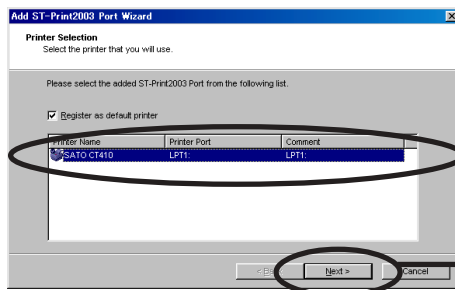 Add ST-Print2003 Port Wizard
Printer Selection
Select the printer that you will use.
Please select the added ST-Print2003 Port from the following list.
Register as default printer
Printer Name Printer Port Comment
SATO CT410 LPT1: LPT1:
Next > Cancel